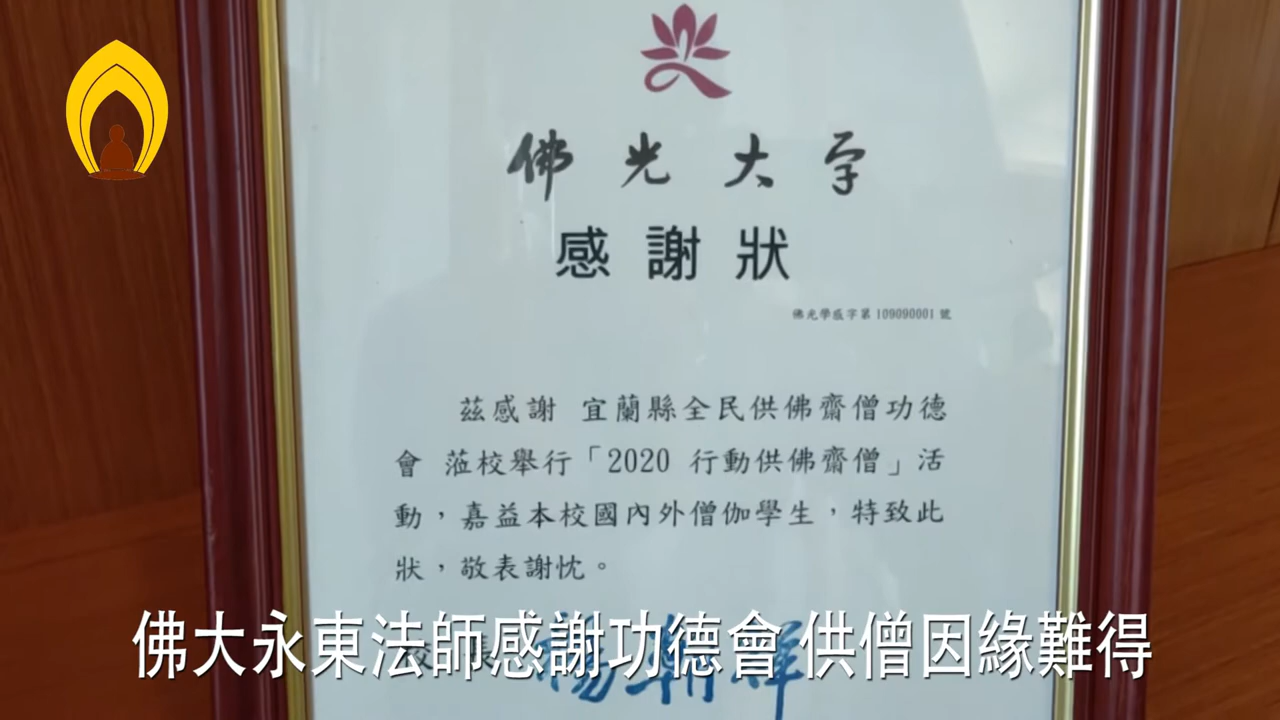 佛光大学
感謝狀
佛光學感字第109090001號
茲感謝 宜蘭縣全民供佛齋僧功德
會 蒞校舉行「2020 行動供佛齋僧」活
動，嘉益本校國內外僧伽學生，特致此
狀，敬表謝忱。
佛大永東法師感謝功德會 供僧因緣難得